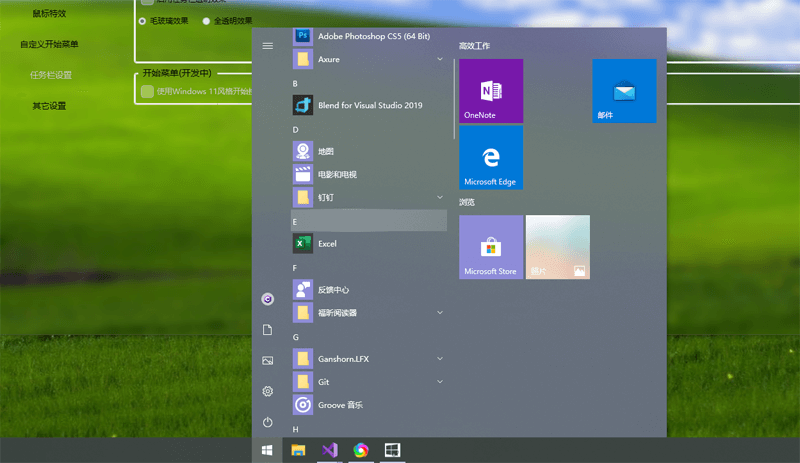 鼠标特效
自定义开始菜单
任务栏设置
其它设置
毛玻璃效果
全透明效果
开始菜单(开发中)
使用Windows 11风格开始
Adobe Photoshop CS5 (64 Bit)
Axure
B
Blend for Visual Studio 2019
D
地图
电影和电视
钉钉
E
Excel
F
反馈中心
福昕阅读器
G
Ganshorn.LFX
Git
Groove 音乐
H
高效工作
OneNote
邮件
Microsoft Edge
浏览
Microsoft Store
照片